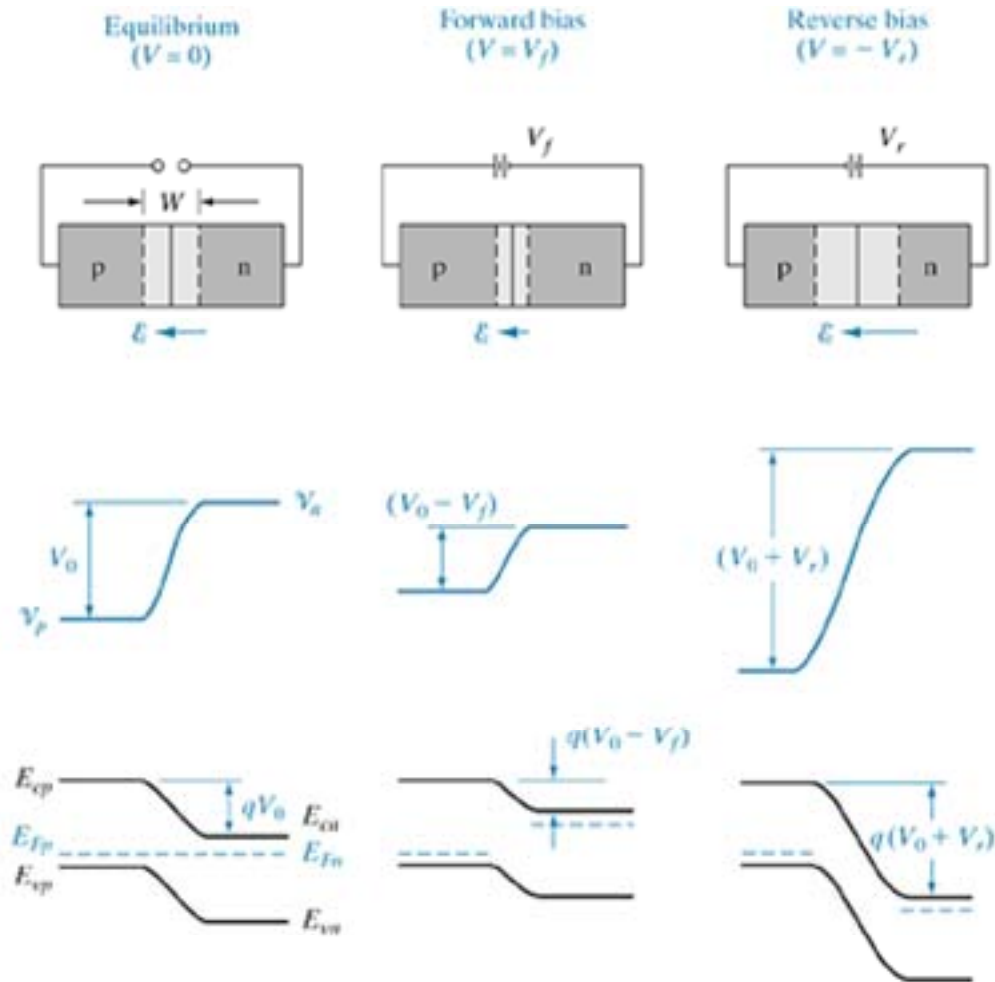 Equilibrium
(V = 0)
Forward bias
(V = V_f)
Reverse bias
(V = − V_r)
W
p
n
ℰ
V_f
p
n
ℰ
V_r
p
n
ℰ
V_0
𝒱_n
𝒱_p
(V_0 − V_f)
(V_0 + V_r)
E_cp
qV_0
E_cn
E_Fp
E_Fn
E_vp
E_vn
q(V_0 − V_f)
q(V_0 + V_r)